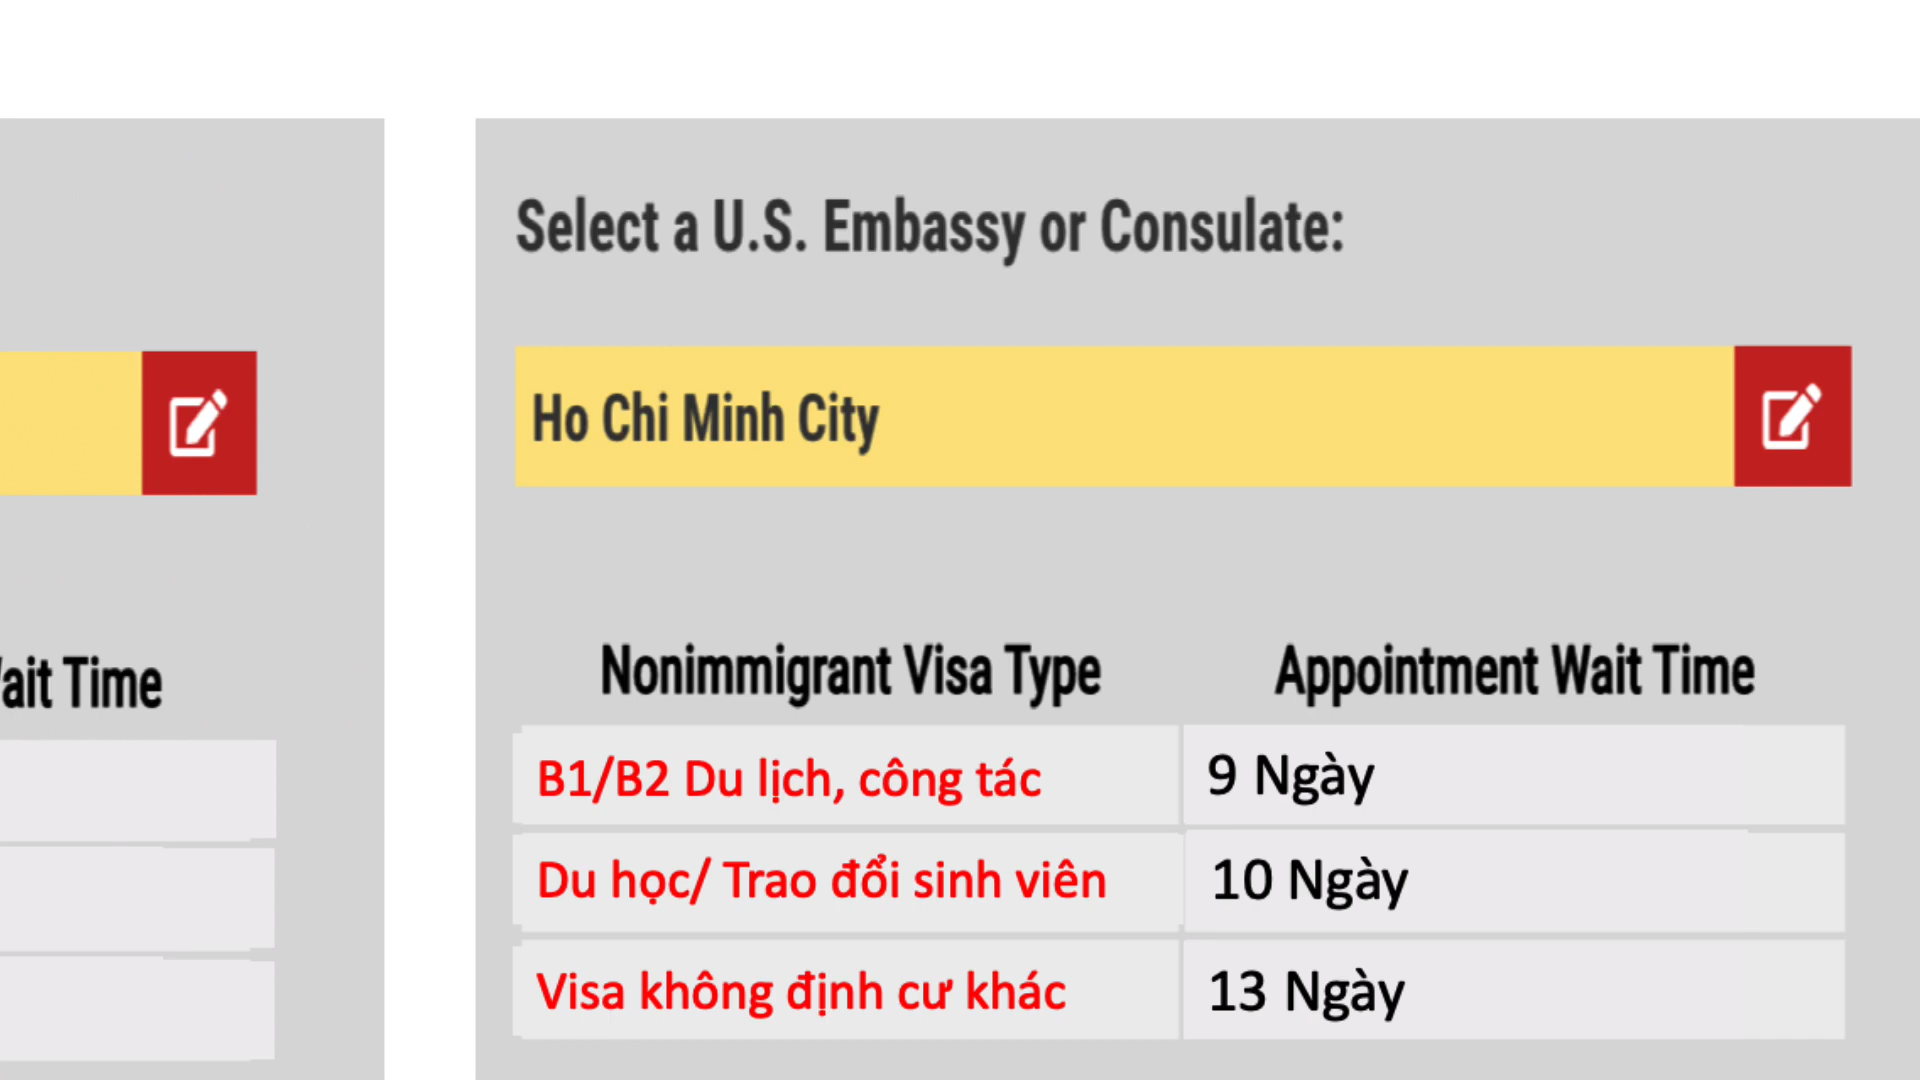 Select a U.S. Embassy or Consulate:
Ho Chi Minh City
ait Time
Nonimmigrant Visa Type Appointment Wait Time
B1/B2 Du lịch, công tác 9 Ngày
Du học/ Trao đổi sinh viên 10 Ngày
Visa không định cư khác 13 Ngày